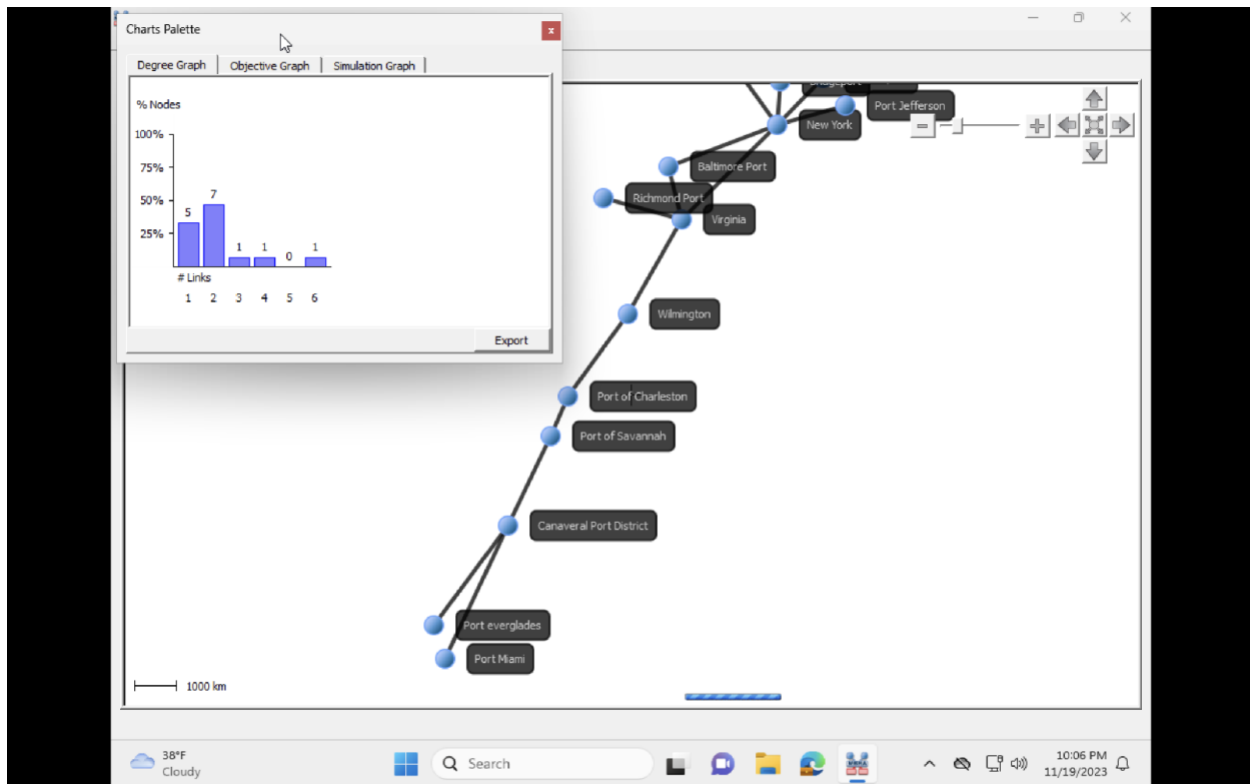 Charts Palette
x
Degree Graph
Objective Graph
Simulation Graph
% Nodes
100%
75%
50%
25%
5
7
1
1
0
1
# Links
1 2 3 4 5 6
Export
Port Jefferson
New York
Baltimore Port
Richmond Port
Virginia
Wilmington
Port of Charleston
Port of Savannah
Canaveral Port District
Port everglades
Port Miami
1000 km
38°F
Cloudy
Search
10:06 PM
11/19/2023